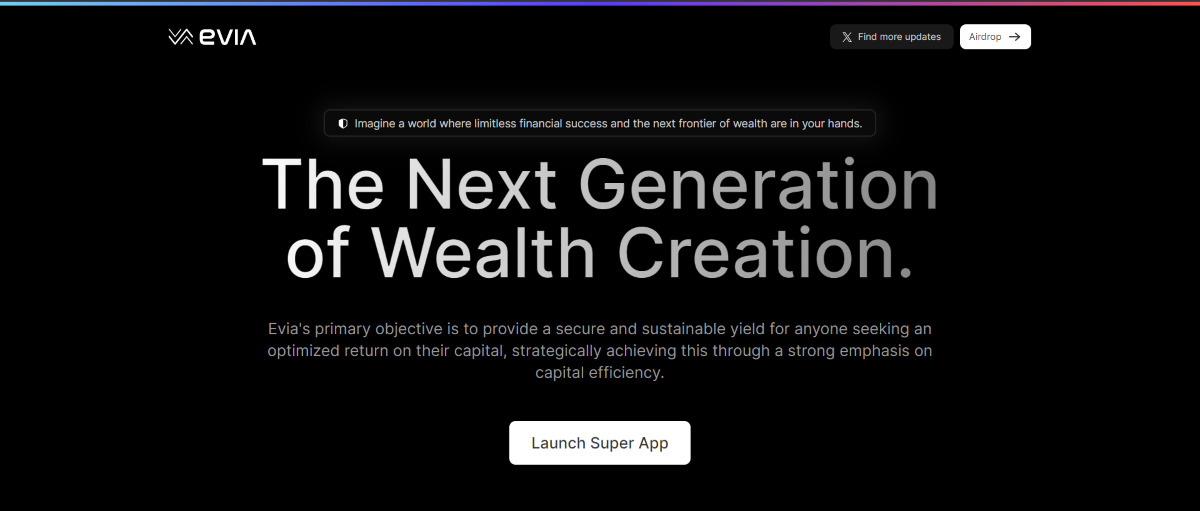 evia
Find more updates
Airdrop
Imagine a world where limitless financial success and the next frontier of wealth are in your hands.
The Next Generation
of Wealth Creation.
Evia's primary objective is to provide a secure and sustainable yield for anyone seeking an
optimized return on their capital, strategically achieving this through a strong emphasis on
capital efficiency.
Launch Super App